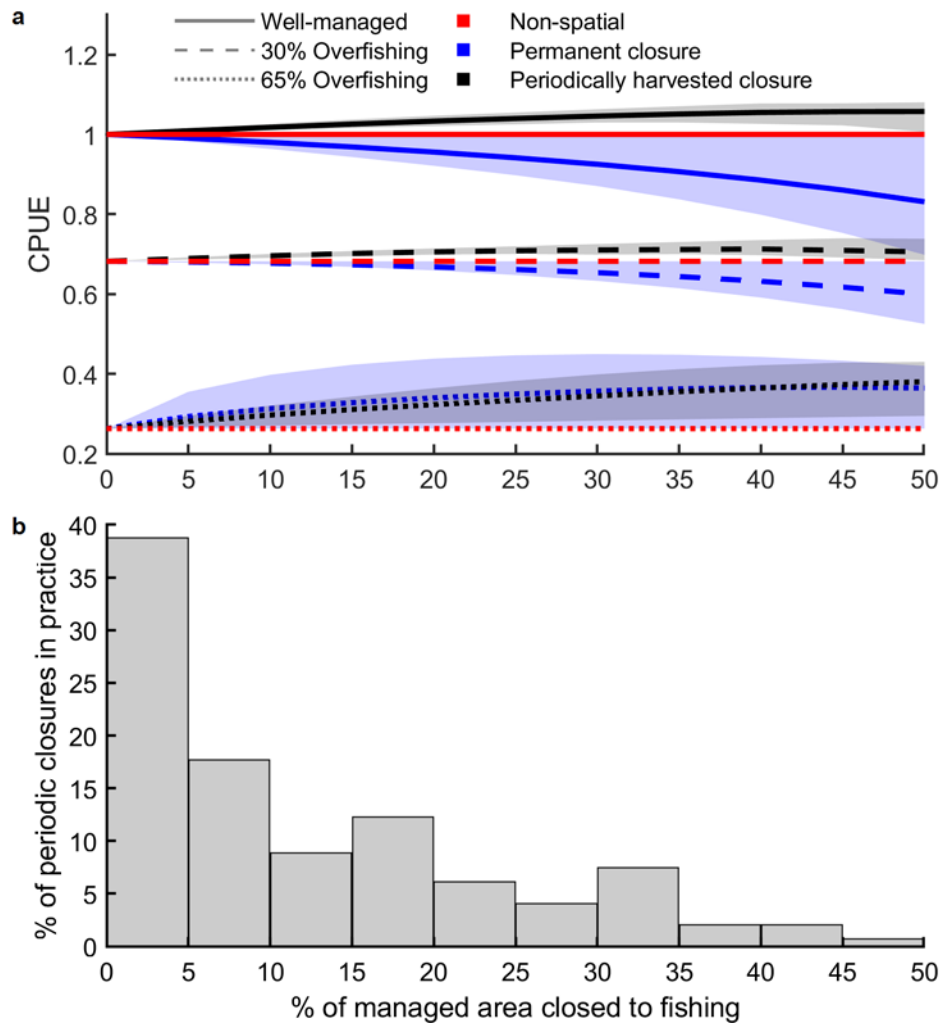 a
Well-managed
Non-spatial
30% Overfishing
Permanent closure
65% Overfishing
Periodically harvested closure
1.2
1
0.8
0.6
0.4
0.2
CPUE
0 5 10 15 20 25 30 35 40 45 50
b
40
35
30
25
20
15
10
5
0
% of periodic closures in practice
0 5 10 15 20 25 30 35 40 45 50
% of managed area closed to fishing